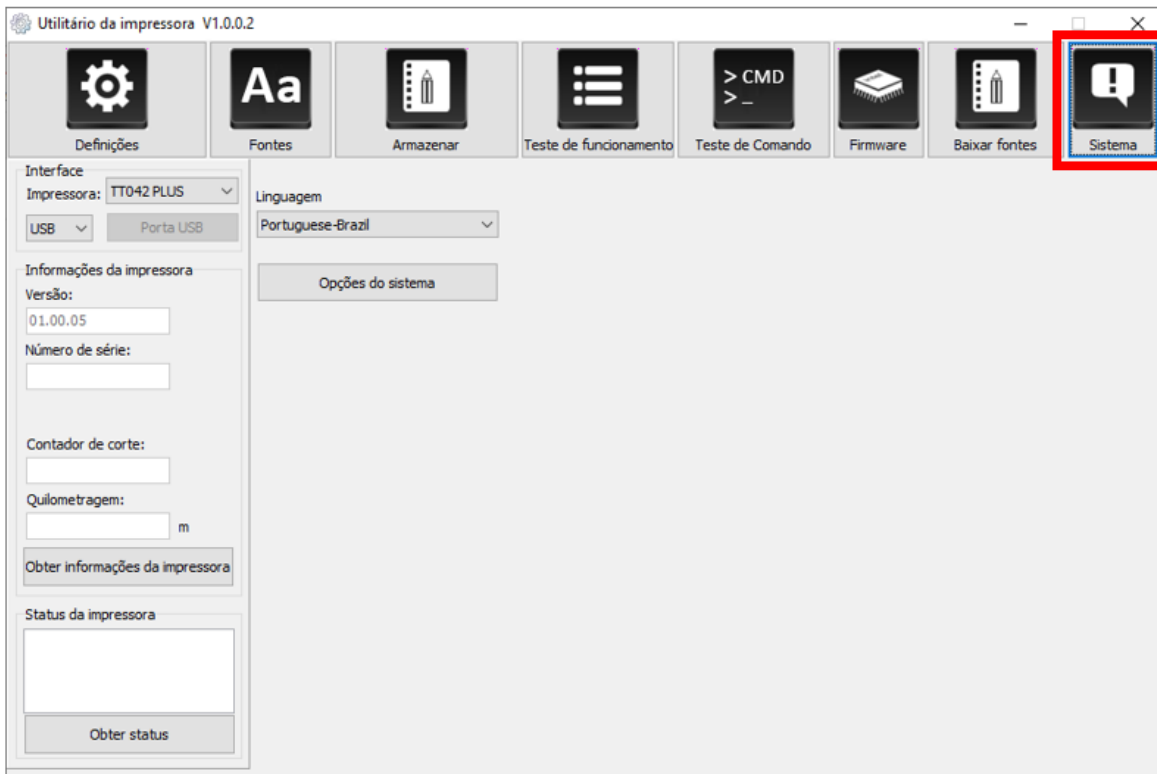 Utilitário da impressora V1.0.0.2
Aa
> CMD
> _
Definições
Fontes
Armazenar
Teste de funcionamento
Teste de Comando
Firmware
Baixar fontes
Sistema
Interface
Impressora: TT042 PLUS
USB
Porta USB
Informações da impressora
Versão:
01.00.05
Número de série:
Contador de corte:
Quilometragem:
m
Obter informações da impressora
Status da impressora
Obter status
Linguagem
Portuguese-Brazil
Opções do sistema